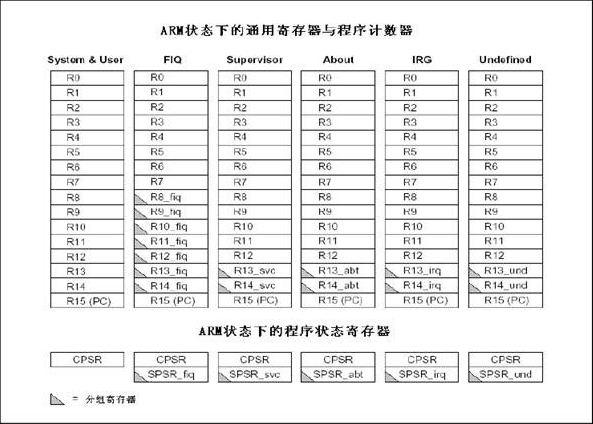 ARM状态下的通用寄存器与程序计数器
System & User FIQ Supervisor About IRG Undefined
R0 R0 R0 R0 R0 R0
R1 R1 R1 R1 R1 R1
R2 R2 R2 R2 R2 R2
R3 R3 R3 R3 R3 R3
R4 R4 R4 R4 R4 R4
R5 R5 R5 R5 R5 R5
R6 R6 R6 R6 R6 R6
R7 R7 R7 R7 R7 R7
R8 R8_fiq R8 R8 R8 R8
R9 R9_fiq R9 R9 R9 R9
R10 R10_fiq R10 R10 R10 R10
R11 R11_fiq R11 R11 R11 R11
R12 R12_fiq R12 R12 R12 R12
R13 R13_fiq R13_svc R13_abt R13_irq R13_und
R14 R14_fiq R14_svc R14_abt R14_irq R14_und
R15 (PC) R15 (PC) R15 (PC) R15 (PC) R15 (PC) R15 (PC)
ARM状态下的程序状态寄存器
CPSR CPSR CPSR CPSR CPSR CPSR
SPSR_fiq SPSR_svc SPSR_abt SPSR_irq SPSR_und
= 分组寄存器